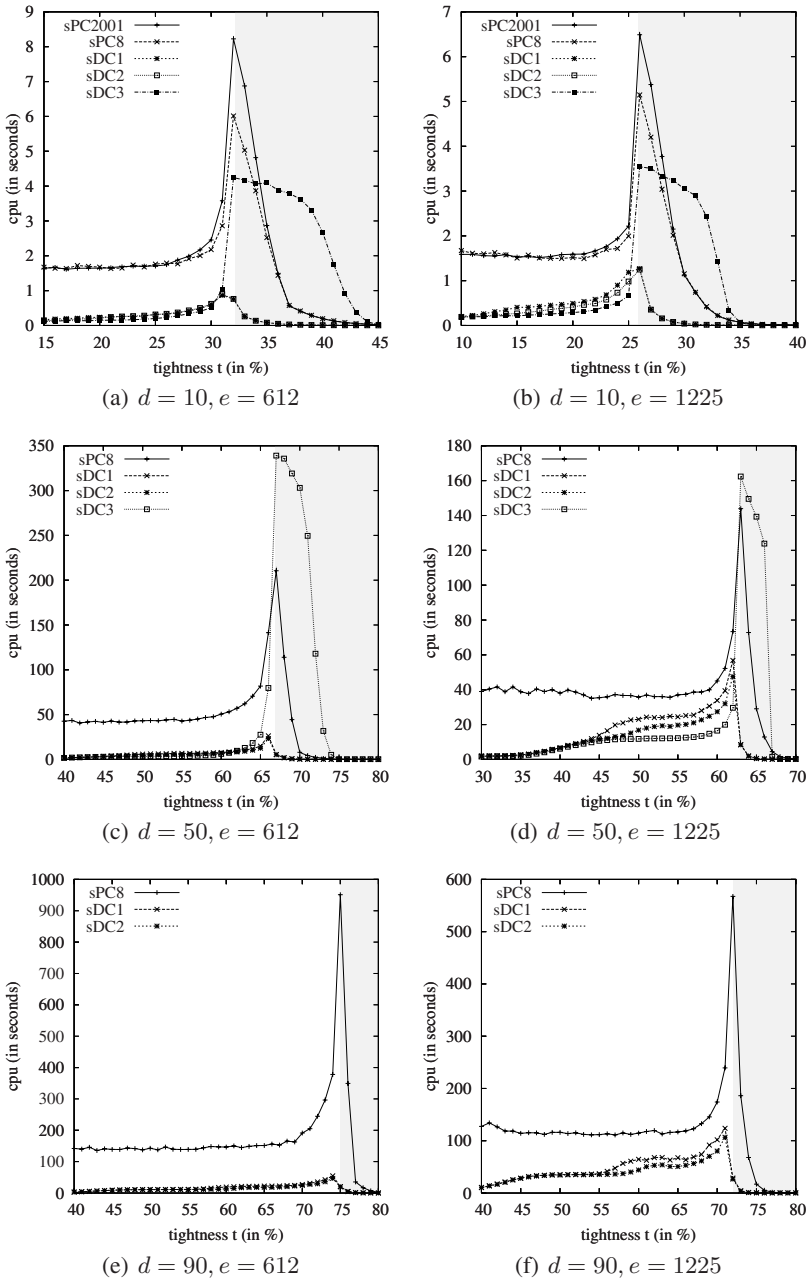 sPC2001
sPC8
sDC1
sDC2
sDC3
cpu (in seconds)
9
8
7
6
5
4
3
2
1
0
15 20 25 30 35 40 45
tightness t (in %)
(a) d = 10, e = 612
sPC2001
sPC8
sDC1
sDC2
sDC3
cpu (in seconds)
7
6
5
4
3
2
1
0
10 15 20 25 30 35 40
tightness t (in %)
(b) d = 10, e = 1225
sPC8
sDC1
sDC2
sDC3
cpu (in seconds)
350
300
250
200
150
100
50
0
40 45 50 55 60 65 70 75 80
tightness t (in %)
(c) d = 50, e = 612
sPC8
sDC1
sDC2
sDC3
cpu (in seconds)
180
160
140
120
100
80
60
40
20
0
30 35 40 45 50 55 60 65 70
tightness t (in %)
(d) d = 50, e = 1225
sPC8
sDC1
sDC2
cpu (in seconds)
1000
900
800
700
600
500
400
300
200
100
0
40 45 50 55 60 65 70 75 80
tightness t (in %)
(e) d = 90, e = 612
sPC8
sDC1
sDC2
cpu (in seconds)
600
500
400
300
200
100
0
40 45 50 55 60 65 70 75 80
tightness t (in %)
(f) d = 90, e = 1225